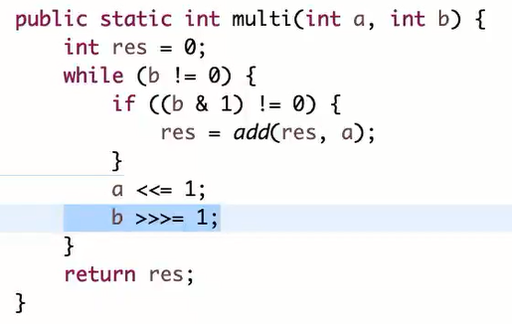 public static int multi(int a, int b) {
    int res = 0;
    while (b != 0) {
        if ((b & 1) != 0) {
            res = add(res, a);
        }
        a <<= 1;
        b >>>= 1;
    }
    return res;
}